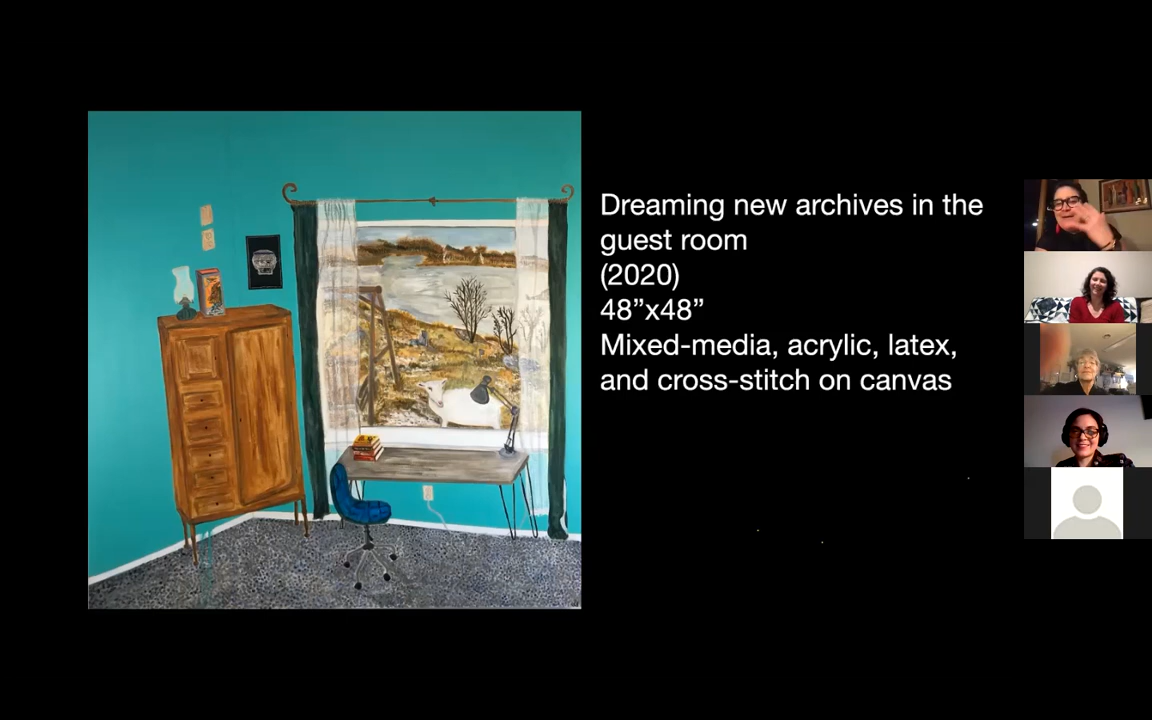 Dreaming new archives in the
guest room
(2020)
48”x48”
Mixed-media, acrylic, latex,
and cross-stitch on canvas